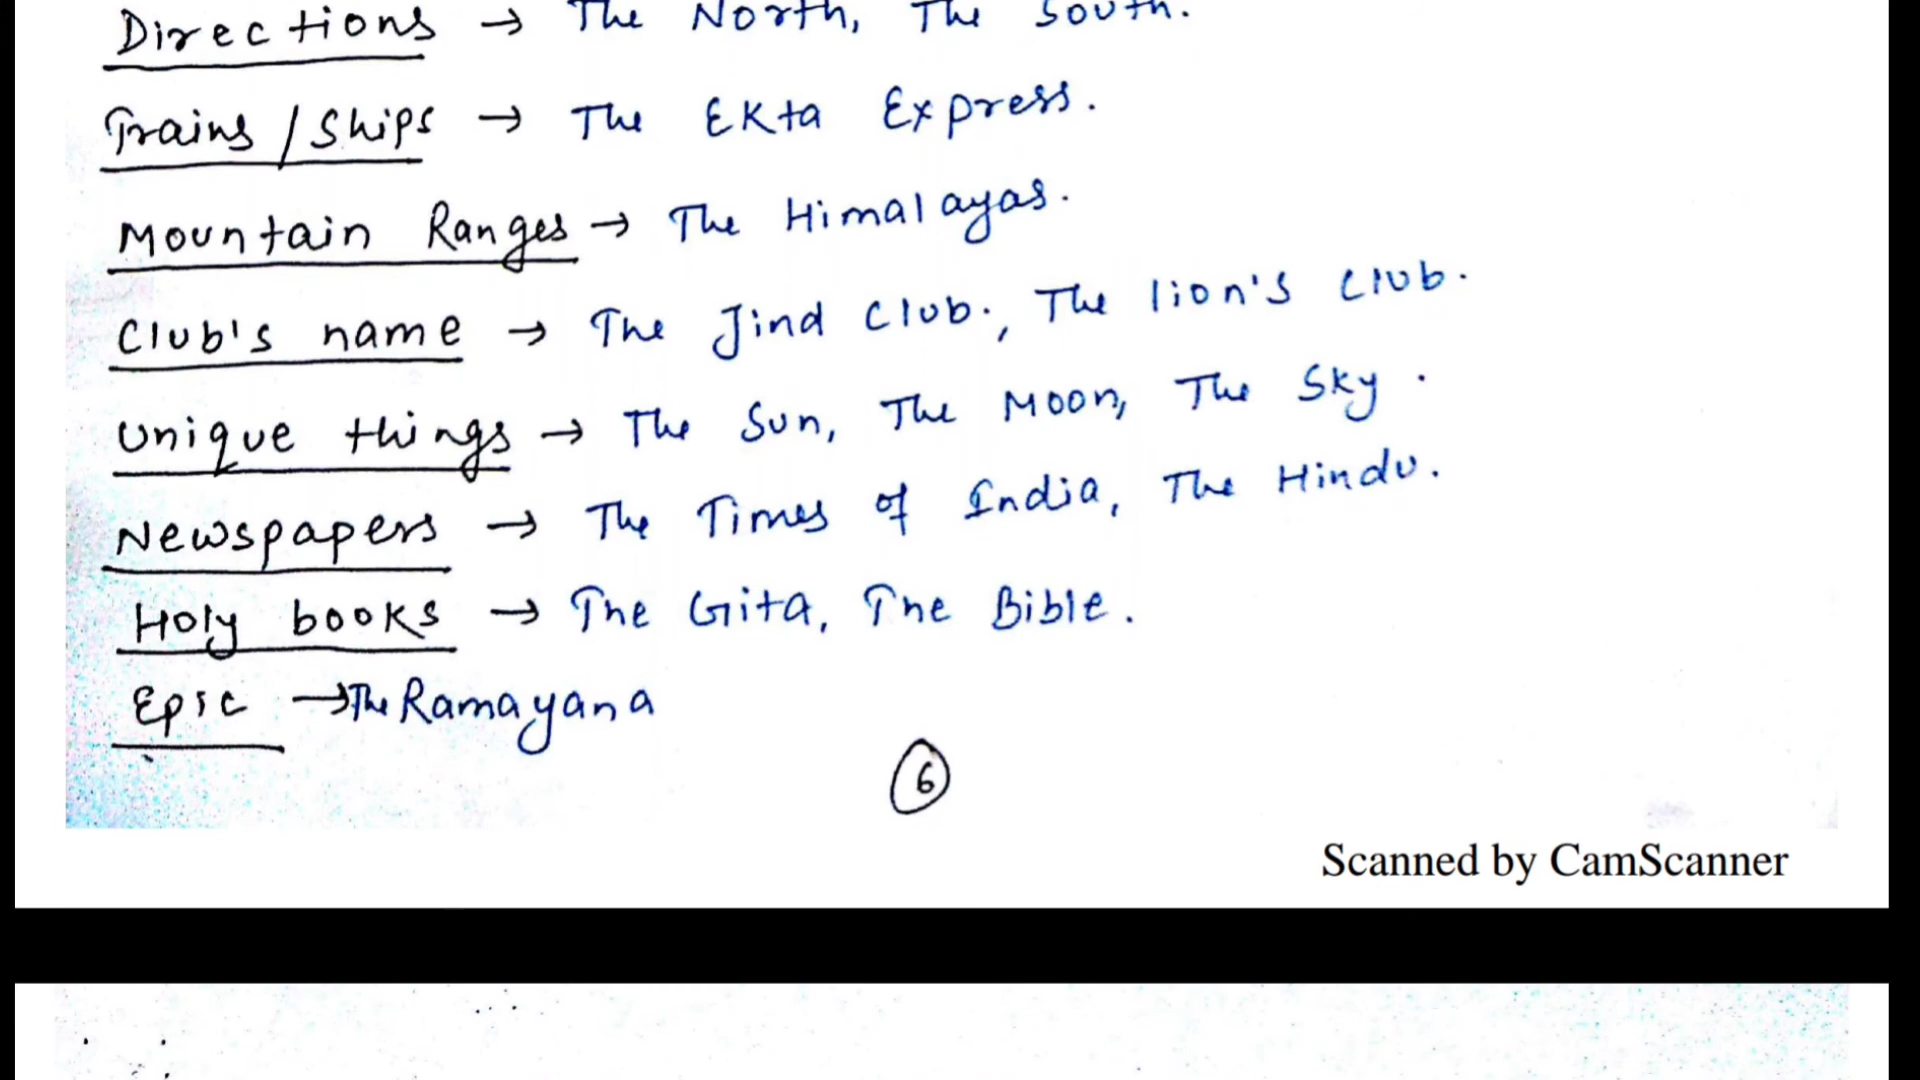 Directions → The North, The South.
Trains / Ships → The Ekta Express.
Mountain Ranges → The Himalayas.
Club's name → The Jind Club., The lion's Club.
Unique things → The Sun, The Moon, The Sky.
Newspapers → The Times of India, The Hindu.
Holy books → The Gita, The Bible.
Epic → The Ramayana
6
Scanned by CamScanner